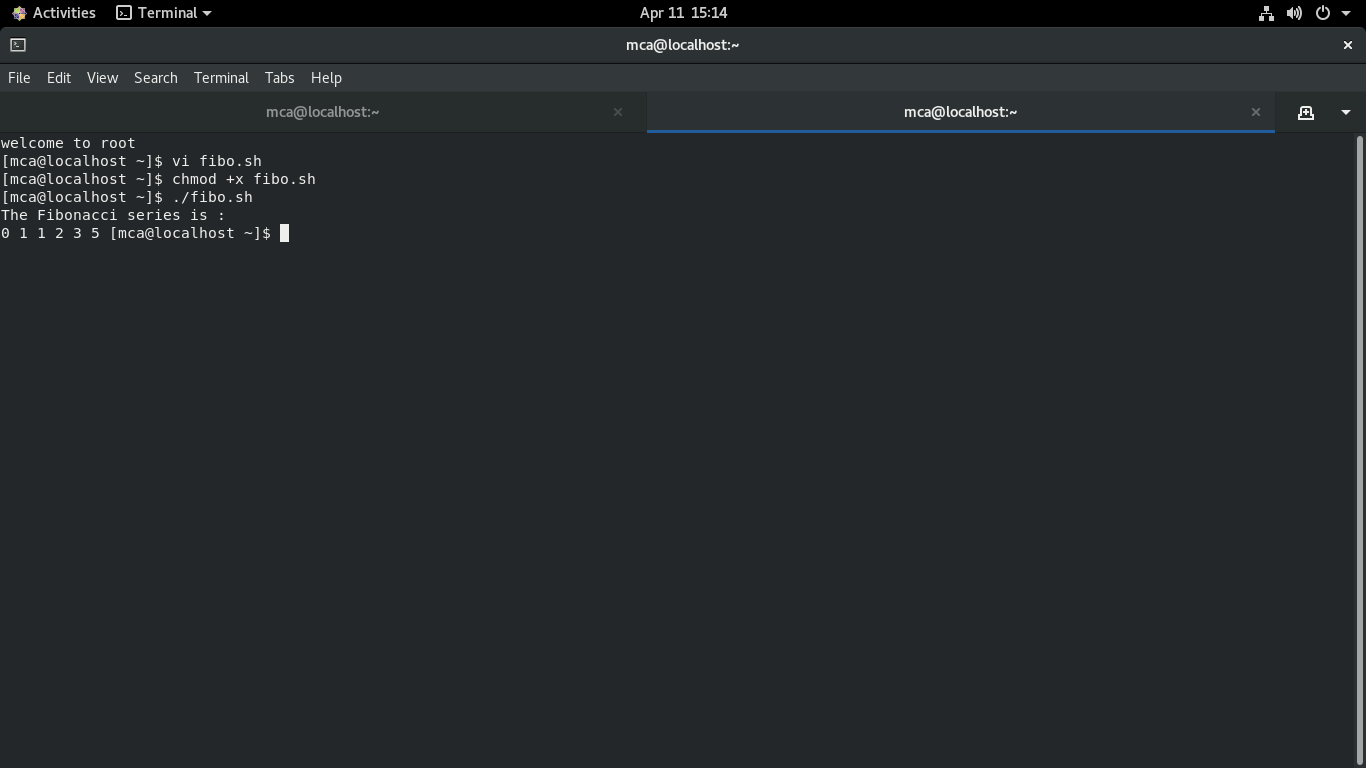 Activities Terminal Apr 11 15:14
mca@localhost:~
File Edit View Search Terminal Tabs Help
mca@localhost:~ mca@localhost:~
welcome to root
[mca@localhost ~]$ vi fibo.sh
[mca@localhost ~]$ chmod +x fibo.sh
[mca@localhost ~]$ ./fibo.sh
The Fibonacci series is :
0 1 1 2 3 5 [mca@localhost ~]$